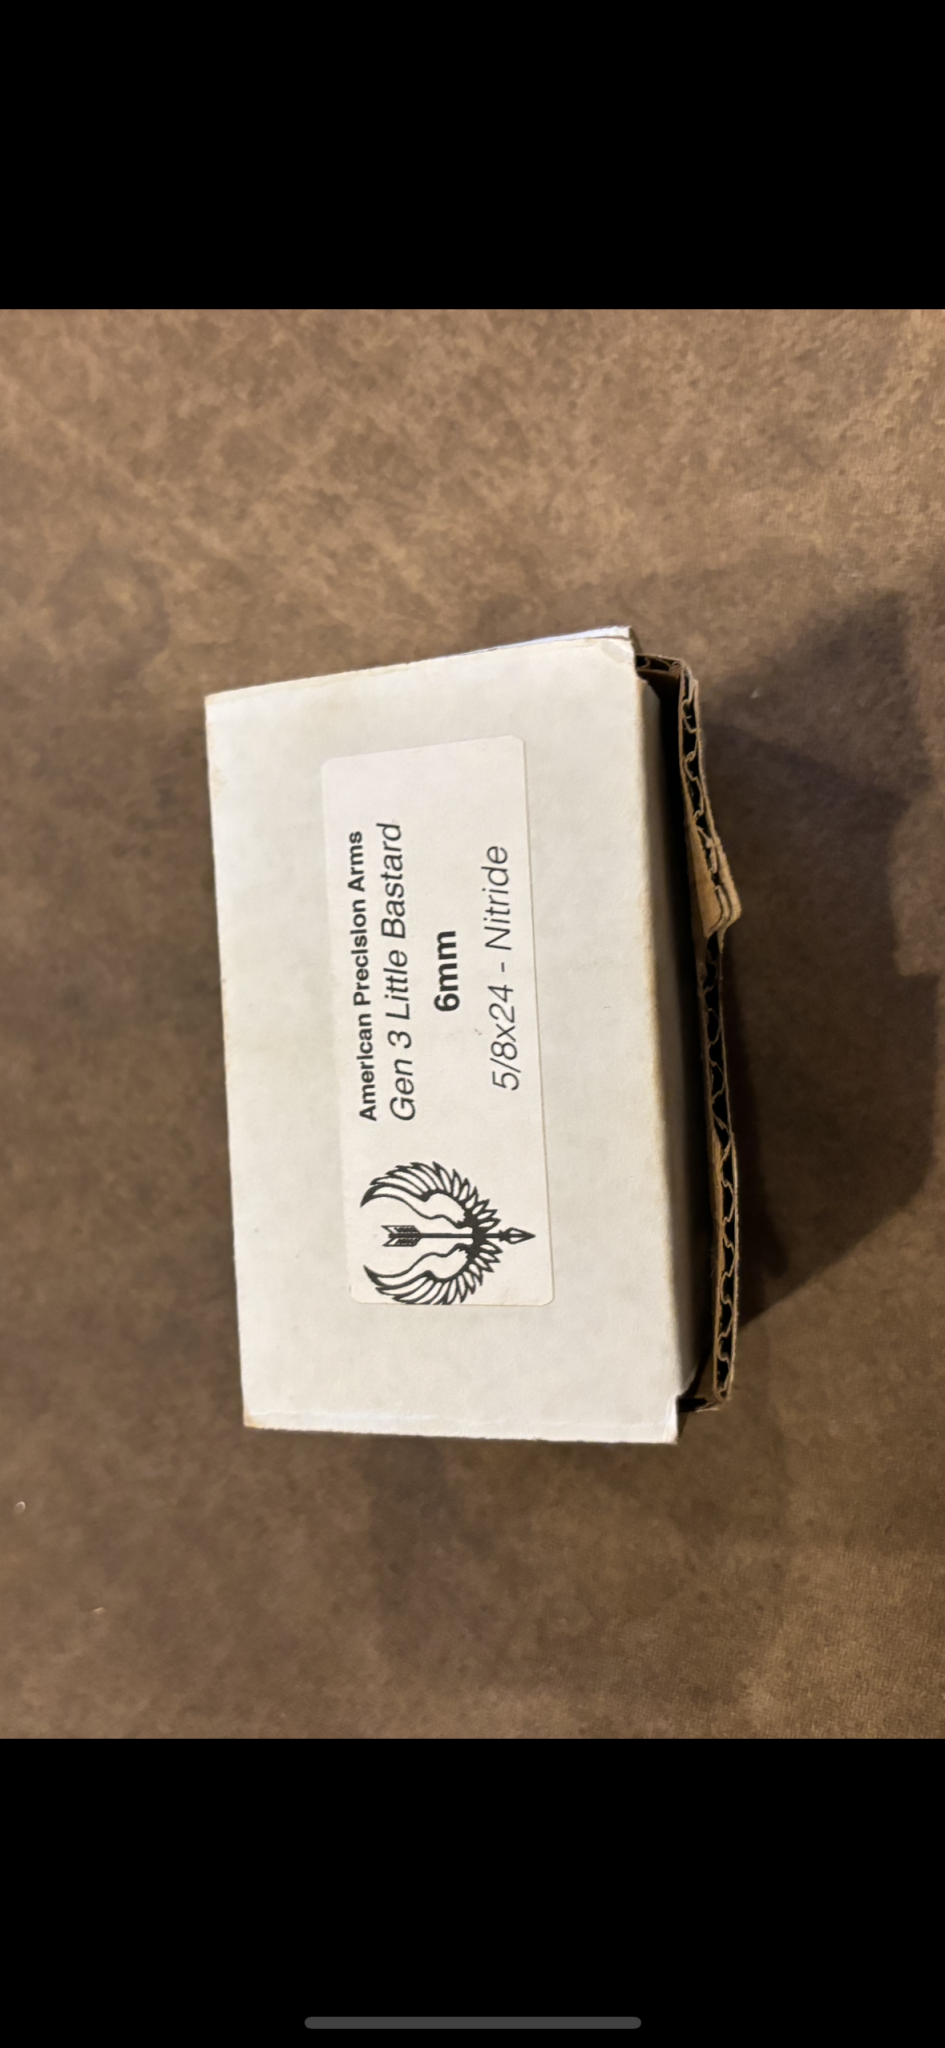 American Precision Arms
Gen 3 Little Bastard
6mm
5/8x24 - Nitride